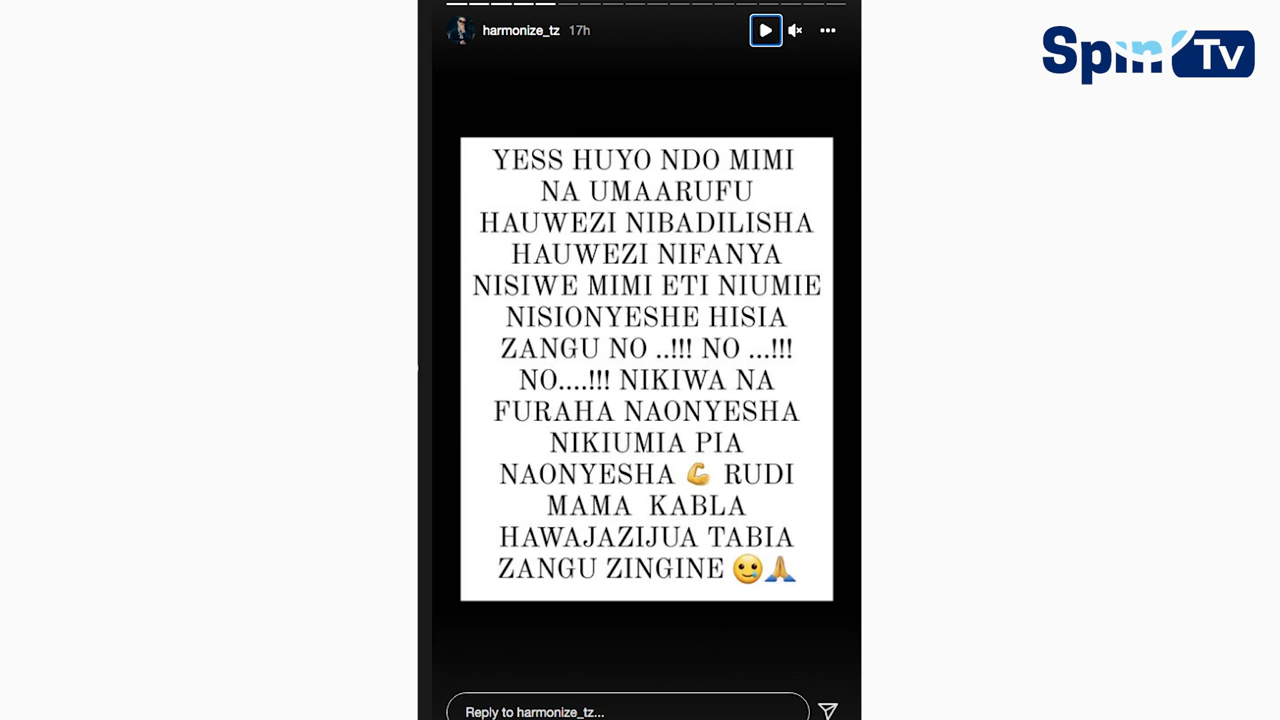 harmonize_tz 17h
Spin Tv
YESS HUYO NDO MIMI
NA UMAARUFU
HAUWEZI NIBADILISHA
HAUWEZI NIFANYA
NISIWE MIMI ETI NIUMIE
NISIONYESHE HISIA
ZANGU NO ..!!! NO ...!!!
NO....!!! NIKIWA NA
FURAHA NAONYESHA
NIKIUMIA PIA
NAONYESHA 💪 RUDI
MAMA KABLA
HAWAJAZIJUA TABIA
ZANGU ZINGINE 🥲🙏
Reply to harmonize_tz...